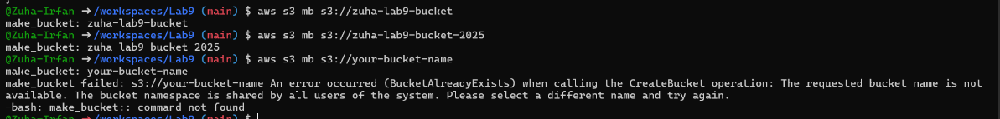 @Zuha-Irfan ➜ /workspaces/Lab9 (main) $ aws s3 mb s3://zuha-lab9-bucket
make_bucket: zuha-lab9-bucket
@Zuha-Irfan ➜ /workspaces/Lab9 (main) $ aws s3 mb s3://zuha-lab9-bucket-2025
make_bucket: zuha-lab9-bucket-2025
@Zuha-Irfan ➜ /workspaces/Lab9 (main) $ aws s3 mb s3://your-bucket-name
make_bucket: your-bucket-name
make_bucket failed: s3://your-bucket-name An error occurred (BucketAlreadyExists) when calling the CreateBucket operation: The requested bucket name is not
available. The bucket namespace is shared by all users of the system. Please select a different name and try again.
-bash: make_bucket:: command not found
@Zuha-Irfan ➜ /workspaces/Lab9 (main) $